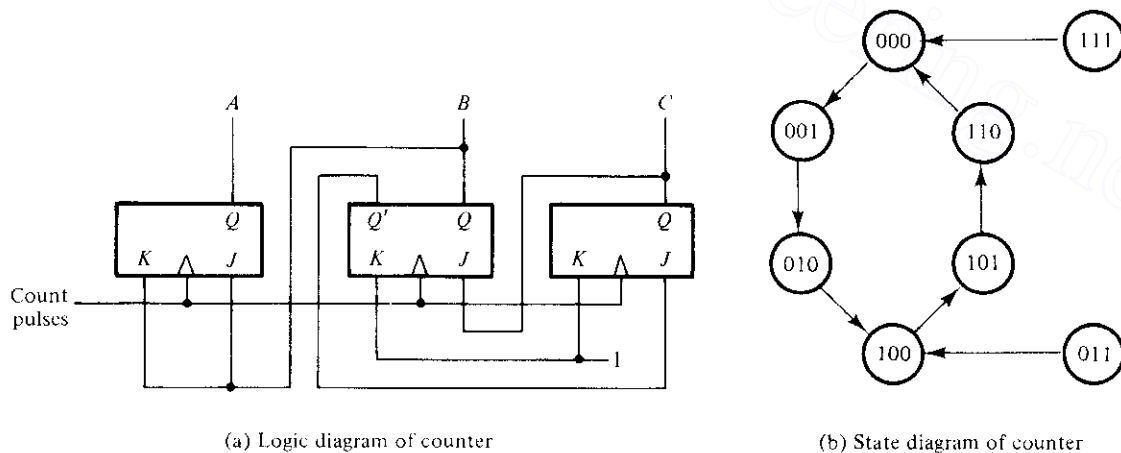 A
B
C
Q
Q'
Q
Q
K
J
K
J
K
J
Count
pulses
1
(a) Logic diagram of counter
000
111
001
110
010
101
100
011
(b) State diagram of counter